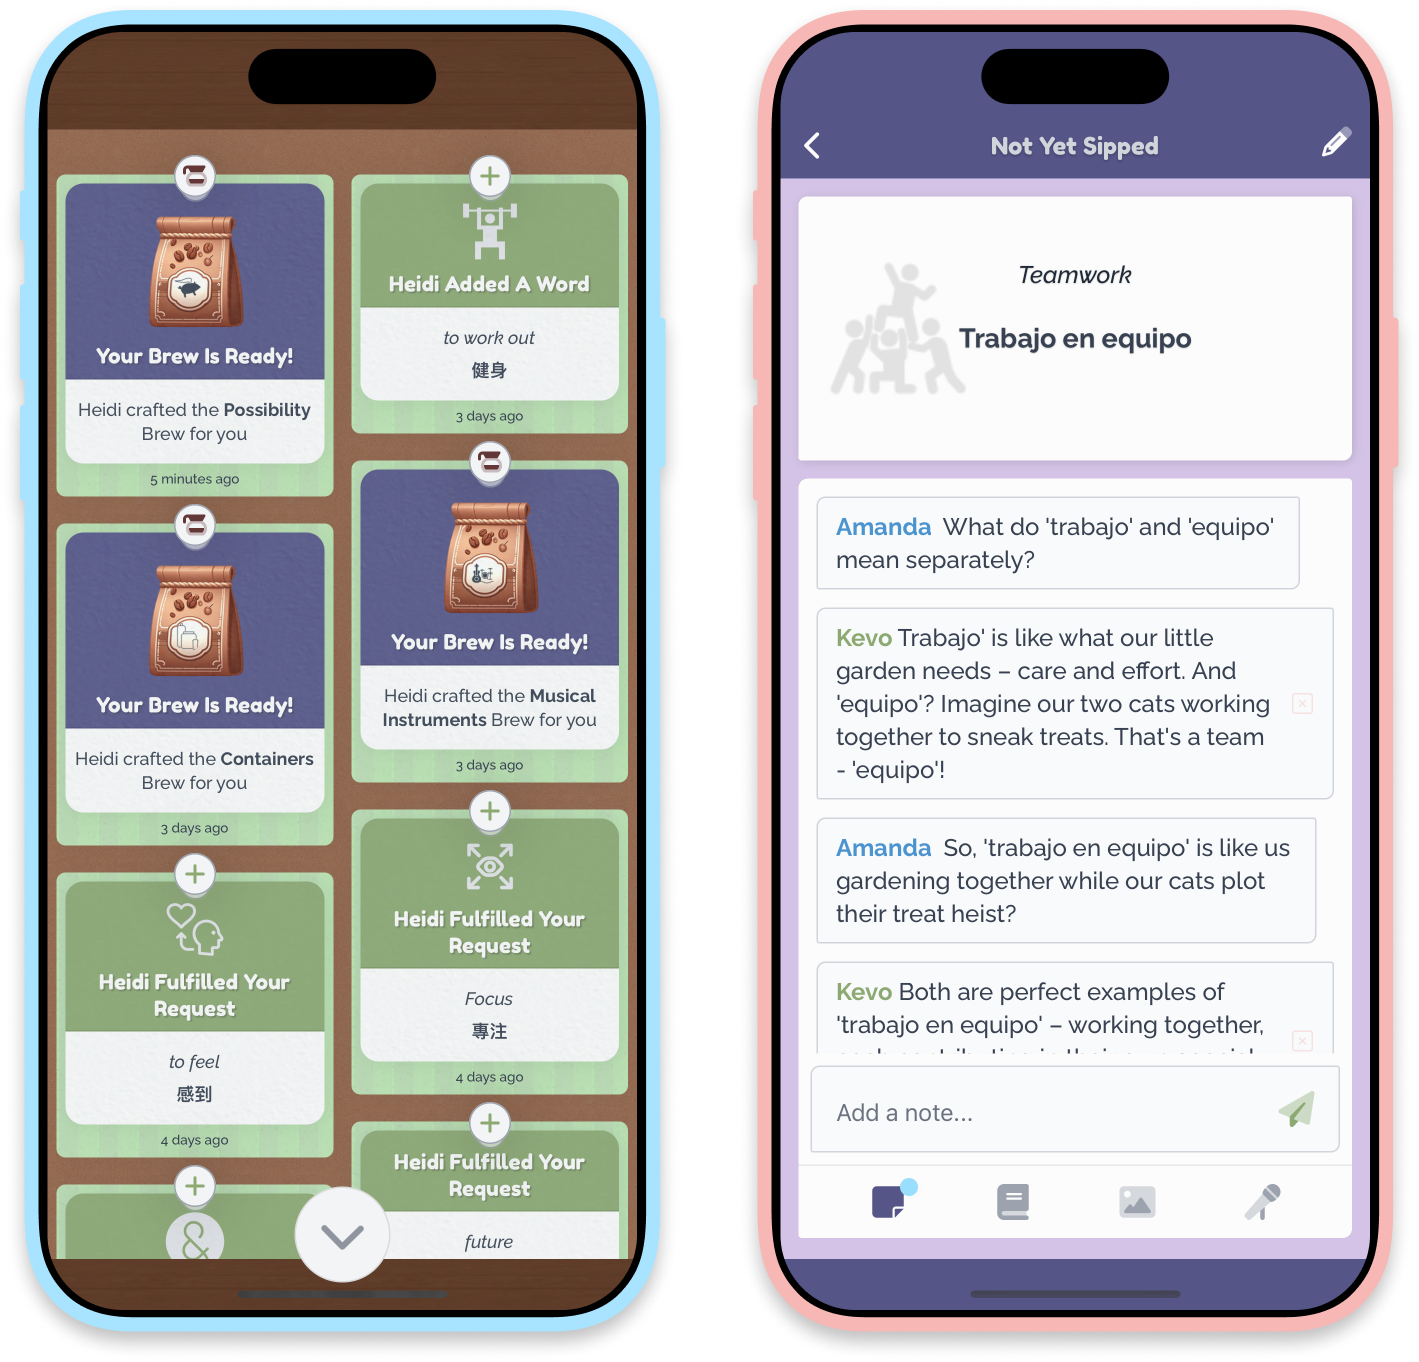 Your Brew Is Ready!
Heidi crafted the Possibility
Brew for you
5 minutes ago
Your Brew Is Ready!
Heidi crafted the Containers
Brew for you
3 days ago
Heidi Fulfilled Your
Request
to feel
感到
4 days ago
&
Heidi Added A Word
to work out
健身
3 days ago
Your Brew Is Ready!
Heidi crafted the Musical
Instruments Brew for you
3 days ago
Heidi Fulfilled Your
Request
Focus
專注
4 days ago
Heidi Fulfilled Your
Request
future
Not Yet Sipped
Teamwork
Trabajo en equipo
Amanda What do 'trabajo' and 'equipo'
mean separately?
Kevo Trabajo' is like what our little
garden needs – care and effort. And
'equipo'? Imagine our two cats working
together to sneak treats. That's a team
- 'equipo'!
Amanda So, 'trabajo en equipo' is like us
gardening together while our cats plot
their treat heist?
Kevo Both are perfect examples of
'trabajo en equipo' – working together,
Add a note...